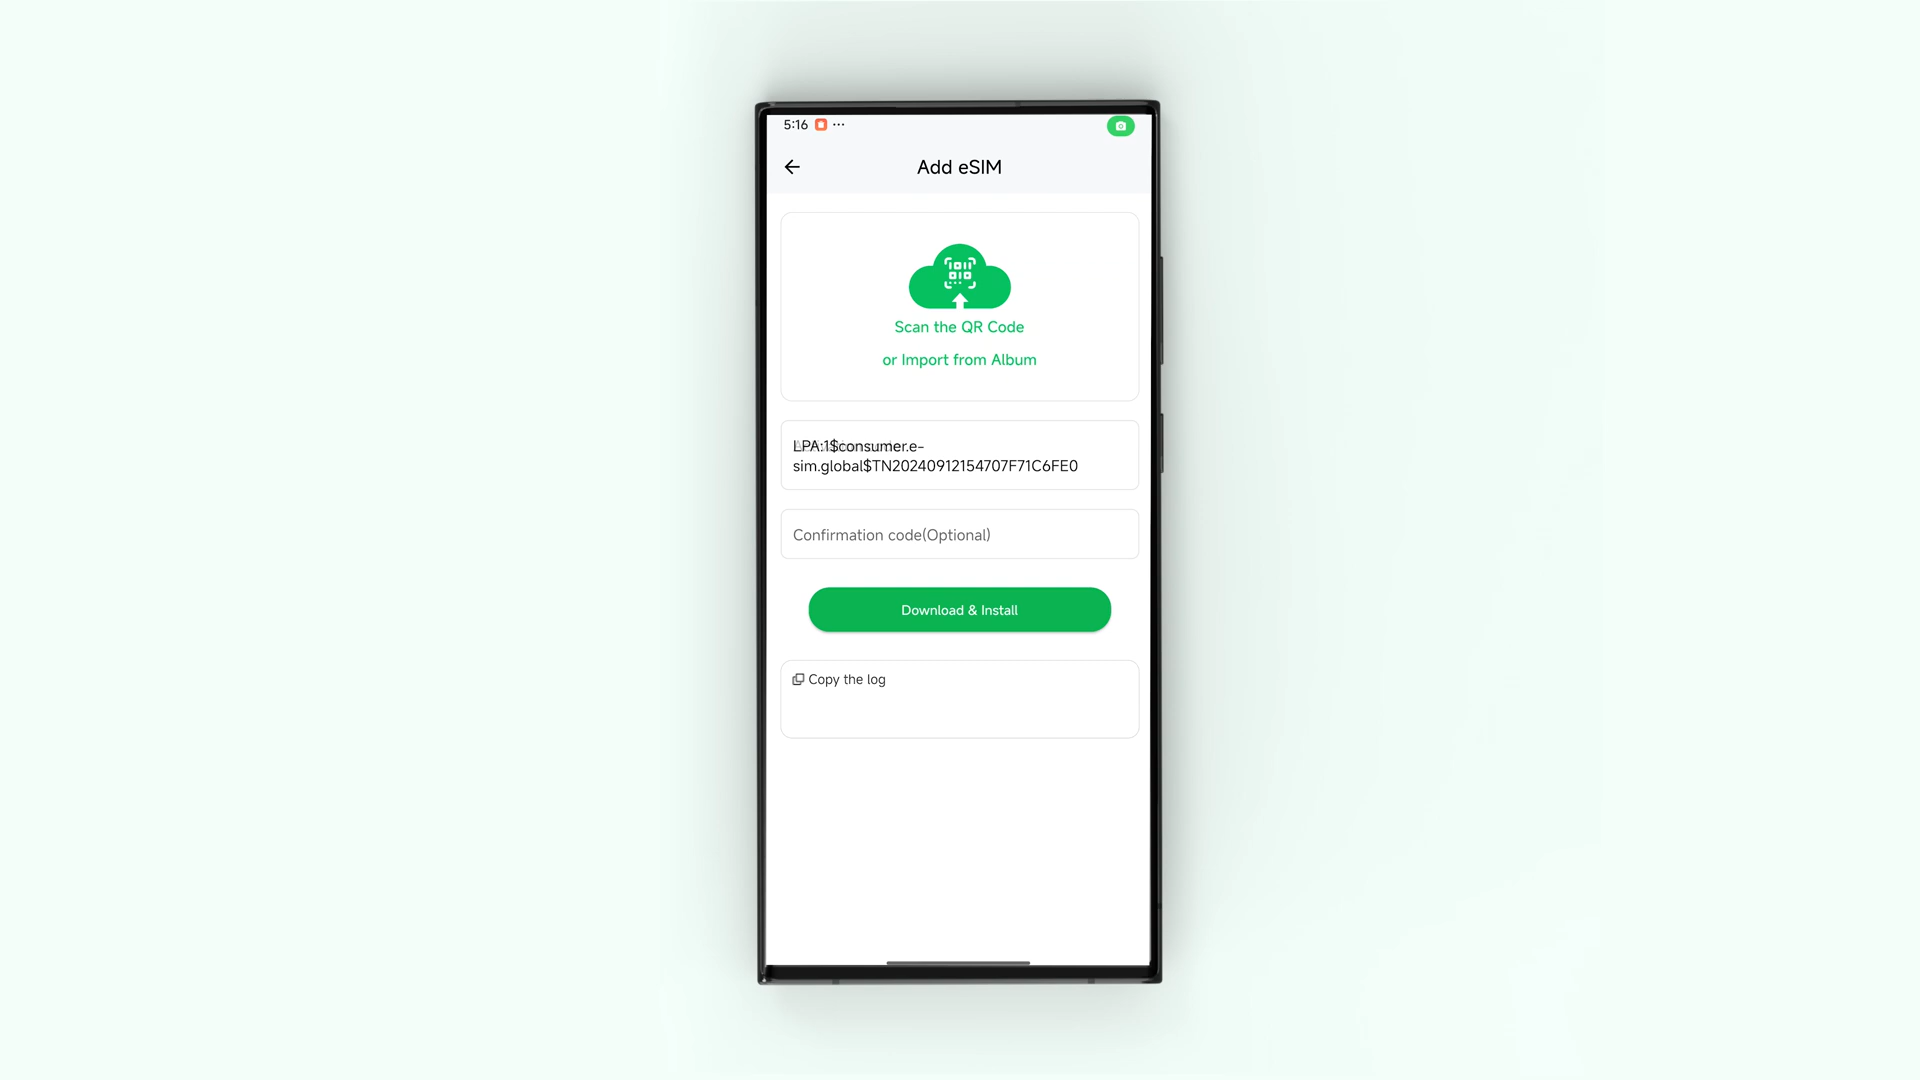 5:16
Add eSIM
Scan the QR Code
or Import from Album
LPA:1$consumer.e-
sim.global$TN20240912154707F71C6FE0
Confirmation code(Optional)
Download & Install
Copy the log